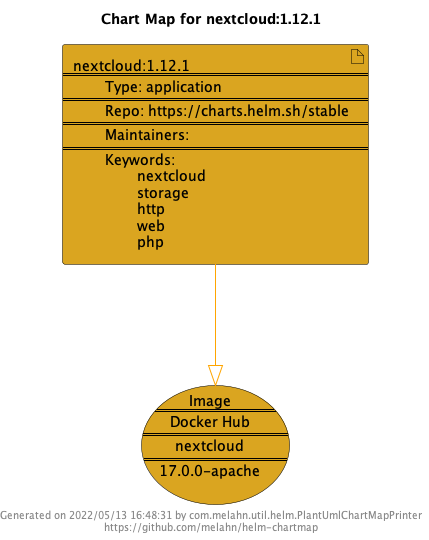 Chart Map for nextcloud:1.12.1
nextcloud:1.12.1
Type: application
Repo: https://charts.helm.sh/stable
Maintainers:
Keywords:
nextcloud
storage
http
web
php
Image
Docker Hub
nextcloud
17.0.0-apache
Generated on 2022/05/13 16:48:31 by com.melahn.util.helm.PlantUmlChartMapPrinter
https://github.com/melahn/helm-chartmap